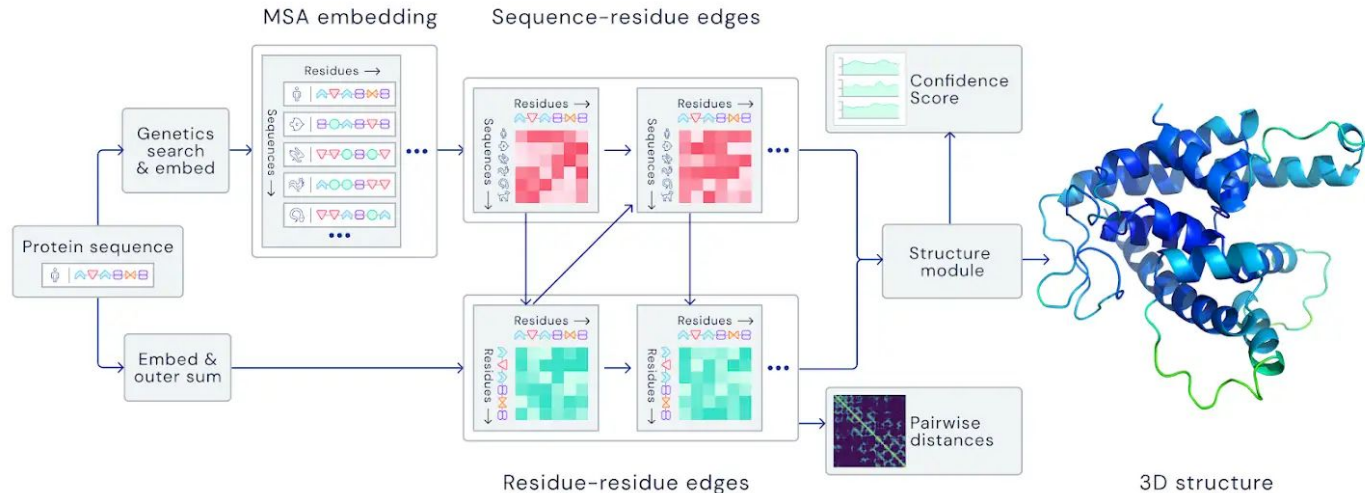 MSA embedding
Sequence-residue edges
Residues →
Sequences →
Genetics
search
& embed
Protein sequence
Embed &
outer sum
Residues →
Sequences →
Residues →
Sequences →
Confidence
Score
Structure
module
Residues →
Residues →
Residues →
Residues →
Pairwise
distances
Residue-residue edges
3D structure